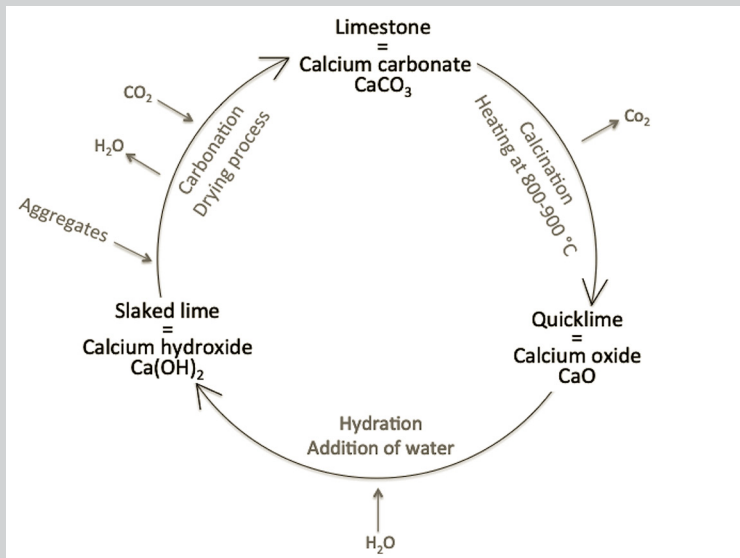 Limestone
=
Calcium carbonate
CaCO₃
Calcination
Heating at 800-900 °C
Co₂
Quicklime
=
Calcium oxide
CaO
Hydration
Addition of water
H₂O
Slaked lime
=
Calcium hydroxide
Ca(OH)₂
Aggregates
H₂O
CO₂
Carbonation
Drying process